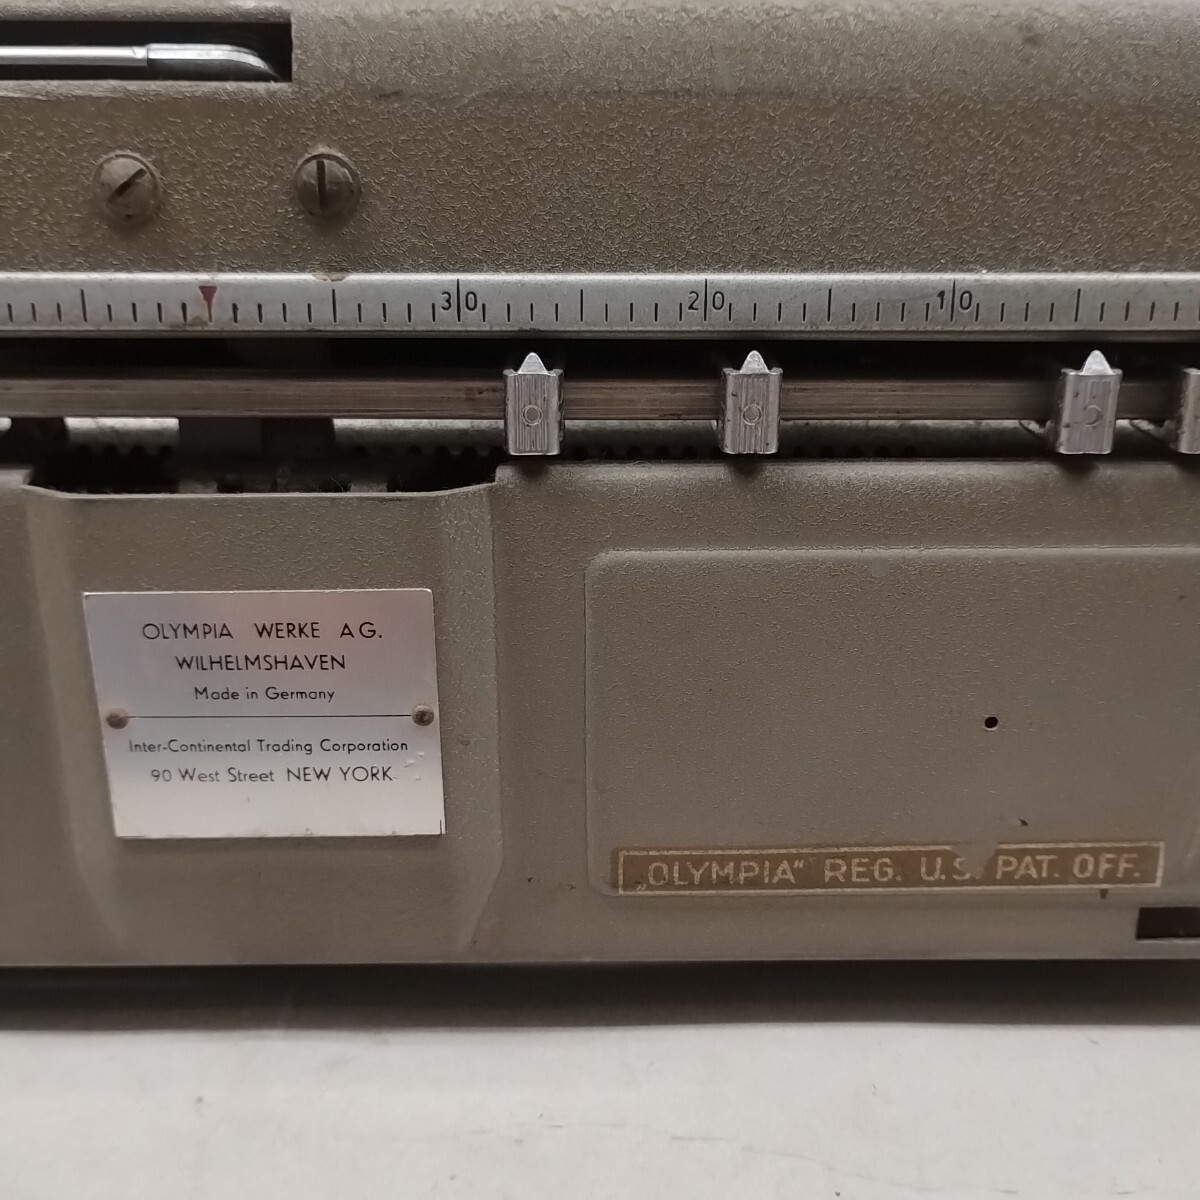 30 20 10
OLYMPIA WERKE AG.
WILHELMSHAVEN
Made in Germany
Inter-Continental Trading Corporation
90 West Street NEW YORK
„OLYMPIA“ REG. U.S. PAT. OFF.